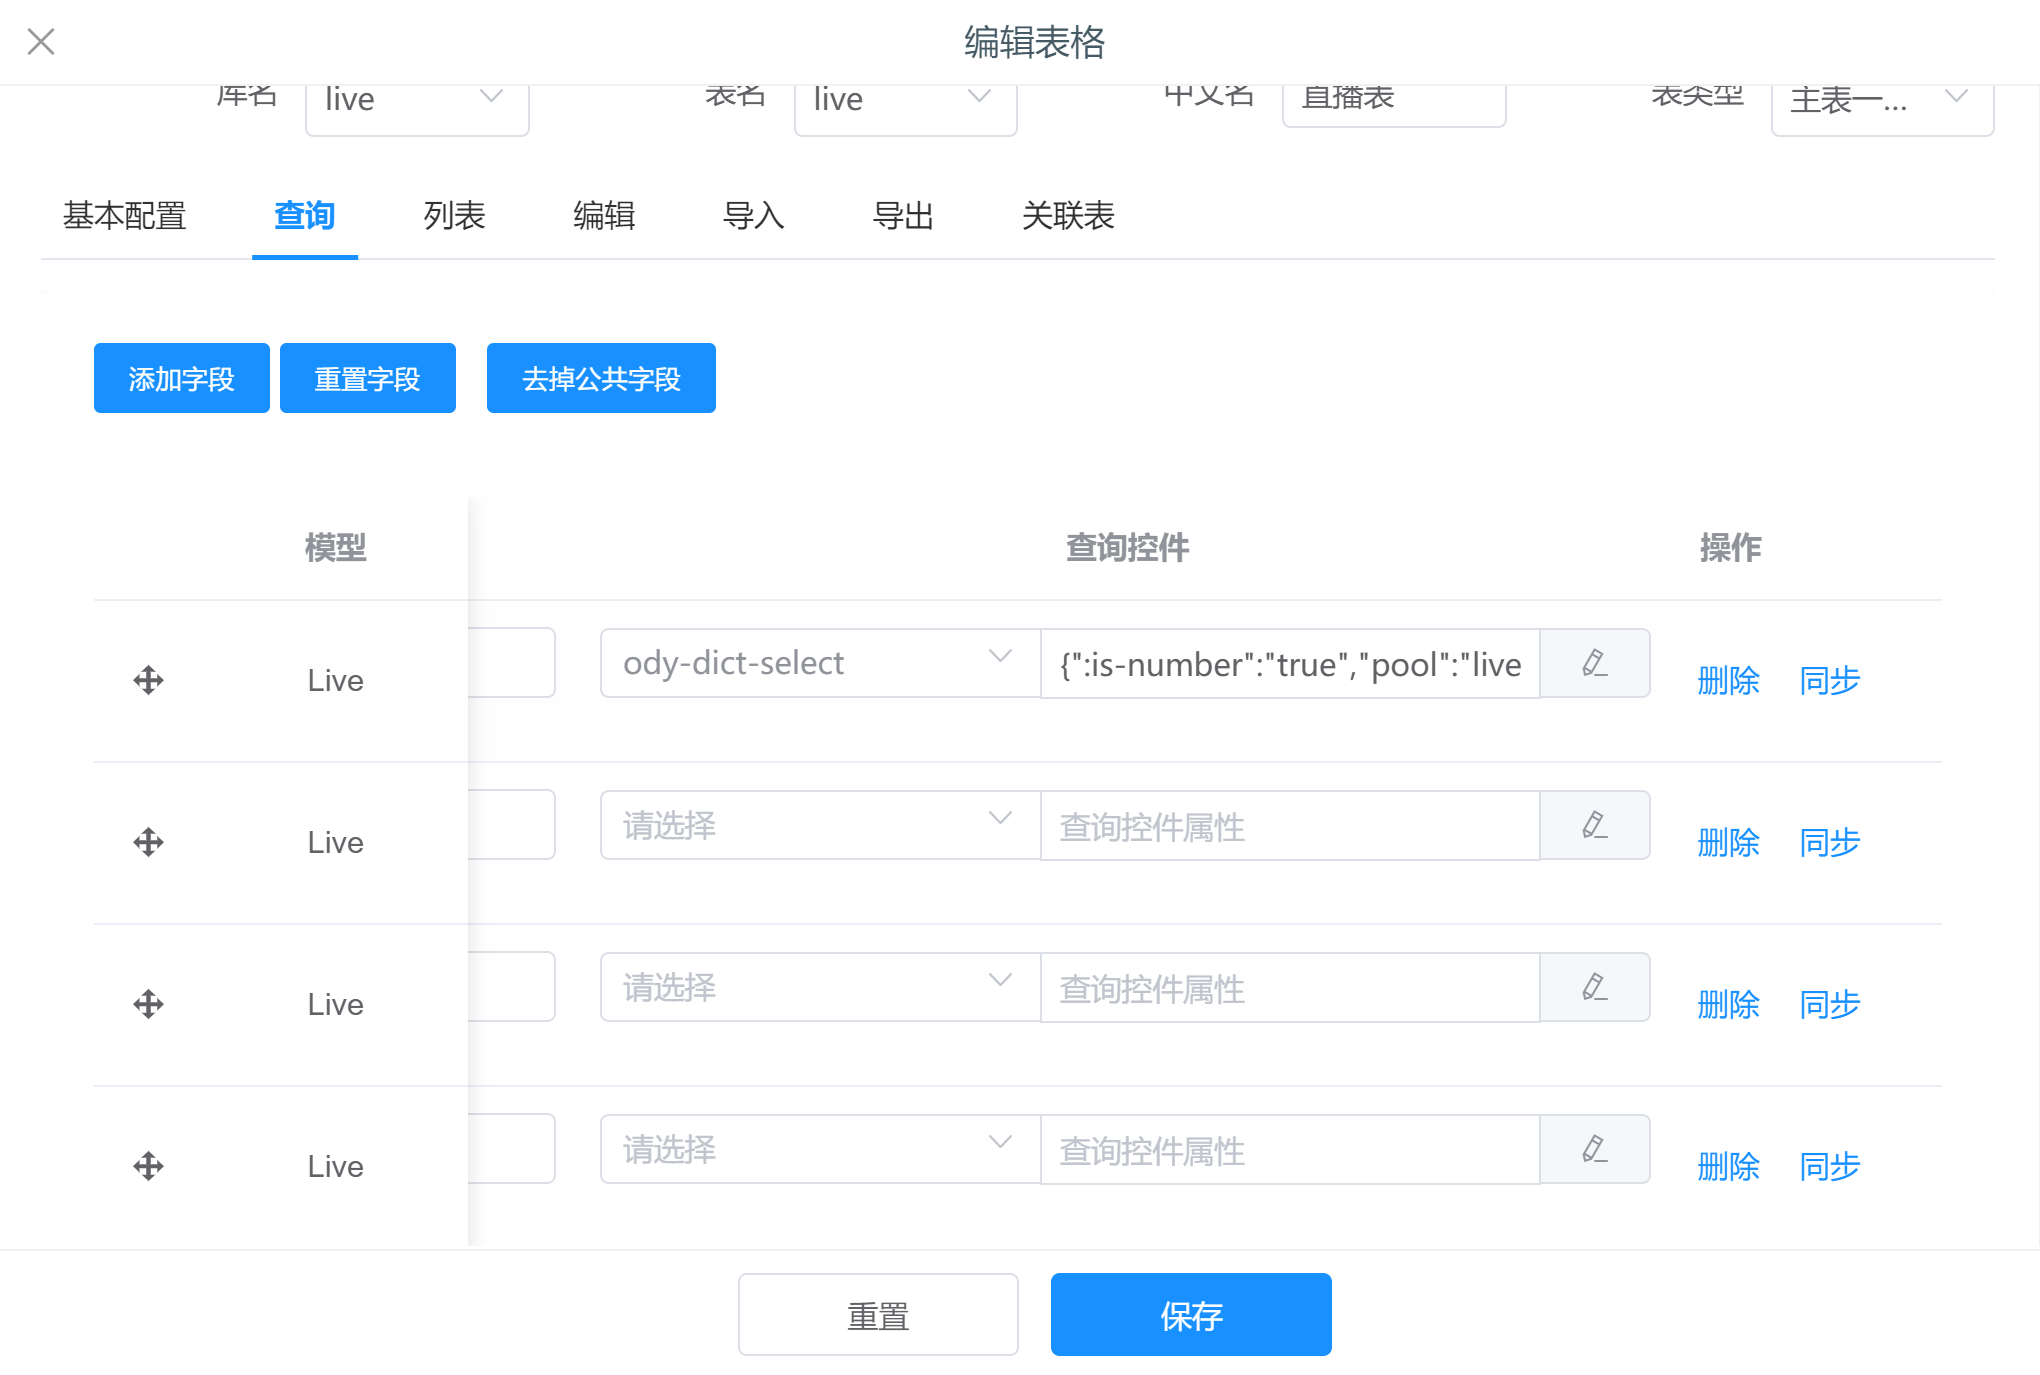 编辑表格
库名 live 表名 live 中文名 直播表 表类型 主表一...
基本配置 查询 列表 编辑 导入 导出 关联表
添加字段 重置字段 去掉公共字段
模型 查询控件 操作
Live ody-dict-select {":is-number":"true","pool":"live 删除 同步
Live 请选择 查询控件属性 删除 同步
Live 请选择 查询控件属性 删除 同步
Live 请选择 查询控件属性 删除 同步
重置 保存